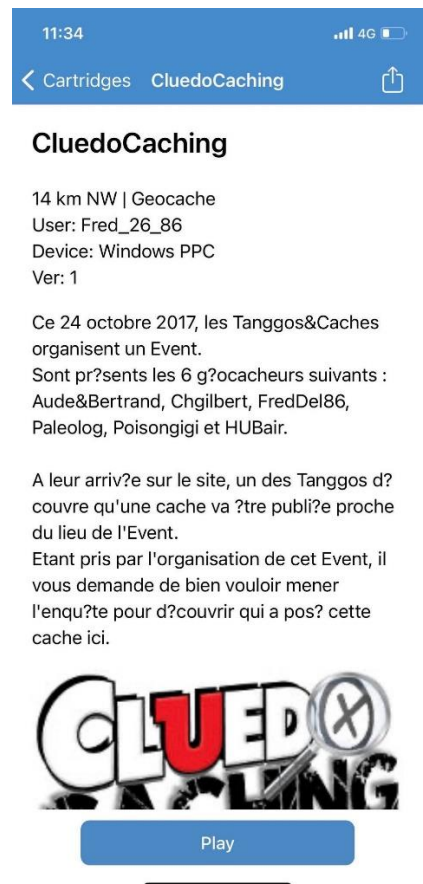 11:34
4G
Cartridges CluedoCaching
CluedoCaching
14 km NW | Geocache
User: Fred_26_86
Device: Windows PPC
Ver: 1
Ce 24 octobre 2017, les Tanggos&Caches
organisent un Event.
Sont pr?sents les 6 g?ocacheurs suivants :
Aude&Bertrand, Chgilbert, FredDel86,
Paleolog, Poisongigi et HUBair.
A leur arriv?e sur le site, un des Tanggos d?
couvre qu'une cache va ?tre publi?e proche
du lieu de l'Event.
Etant pris par l'organisation de cet Event, il
vous demande de bien vouloir mener
l'enqu?te pour d?couvrir qui a pos? cette
cache ici.
CLUEDO
CACHING
Play